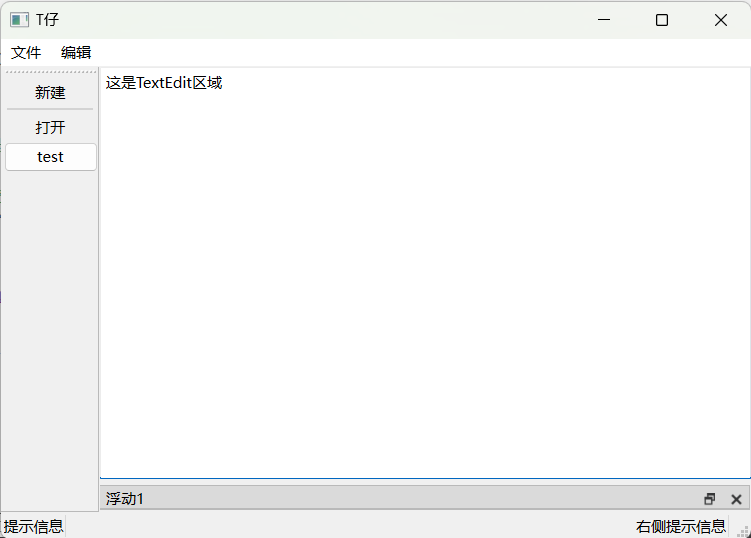 T仔
文件 编辑
新建
打开
test
这是TextEdit区域
浮动1
提示信息 右侧提示信息